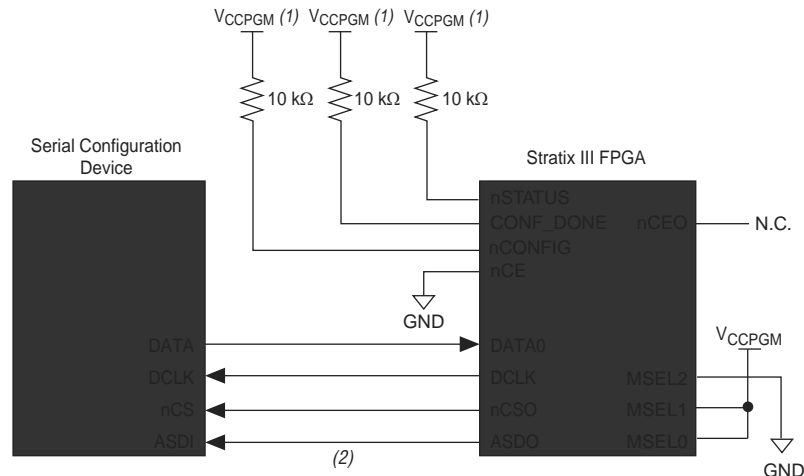 VCCPGM (1) VCCPGM (1) VCCPGM (1)
10 kΩ 10 kΩ 10 kΩ
Serial Configuration
Device
Stratix III FPGA
nSTATUS
CONF_DONE nCEO N.C.
nCONFIG
nCE
GND
VCCPGM
DATA DATA0
DCLK DCLK MSEL2
nCS nCSO MSEL1
ASDI ASDO MSEL0
(2)
GND